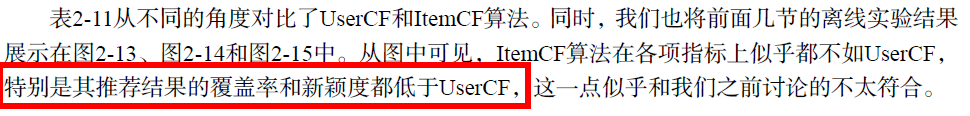 表2-11从不同的角度对比了UserCF和ItemCF算法。同时，我们也将前面几节的离线实验结果
展示在图2-13、图2-14和图2-15中。从图中可见，ItemCF算法在各项指标上似乎都不如UserCF，
特别是其推荐结果的覆盖率和新颖度都低于UserCF，这一点似乎和我们之前讨论的不太符合。